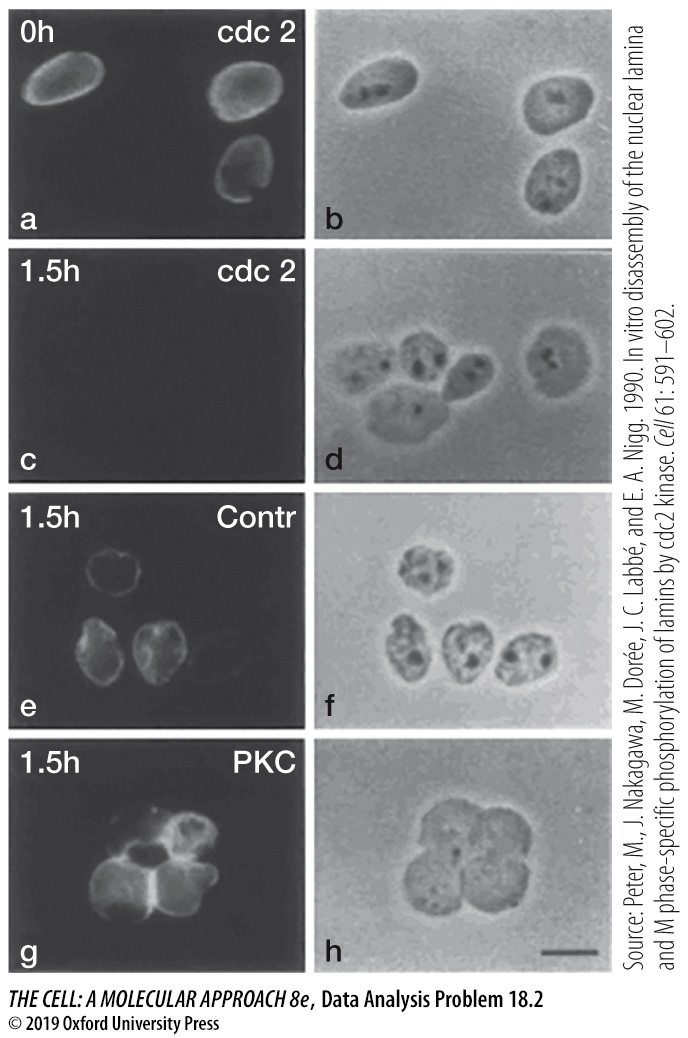 0h cdc 2
a
b
1.5h cdc 2
c
d
1.5h Contr
e
f
1.5h PKC
g
h
Source: Peter, M., J. Nakagawa, M. Dorée, J. C. Labbé, and E. A. Nigg. 1990. In vitro disassembly of the nuclear lamina
and M phase-specific phosphorylation of lamins by cdc2 kinase. Cell 61: 591–602.
THE CELL: A MOLECULAR APPROACH 8e, Data Analysis Problem 18.2
© 2019 Oxford University Press